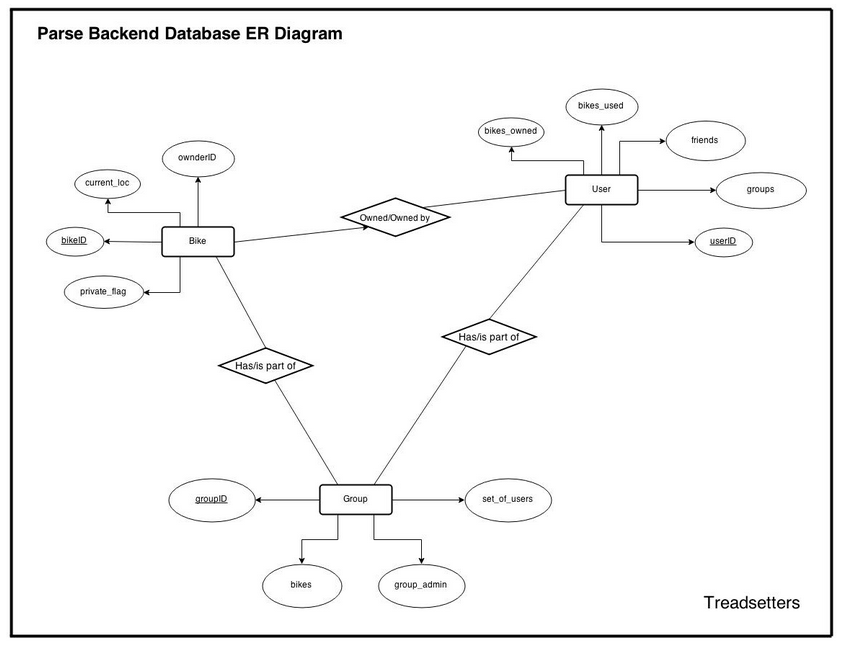 Parse Backend Database ER Diagram
bikes_used
bikes_owned
friends
ownderID
current_loc
User
groups
Owned/Owned by
bikeID
Bike
userID
private_flag
Has/is part of
Has/is part of
groupID
Group
set_of_users
bikes
group_admin
Treadsetters